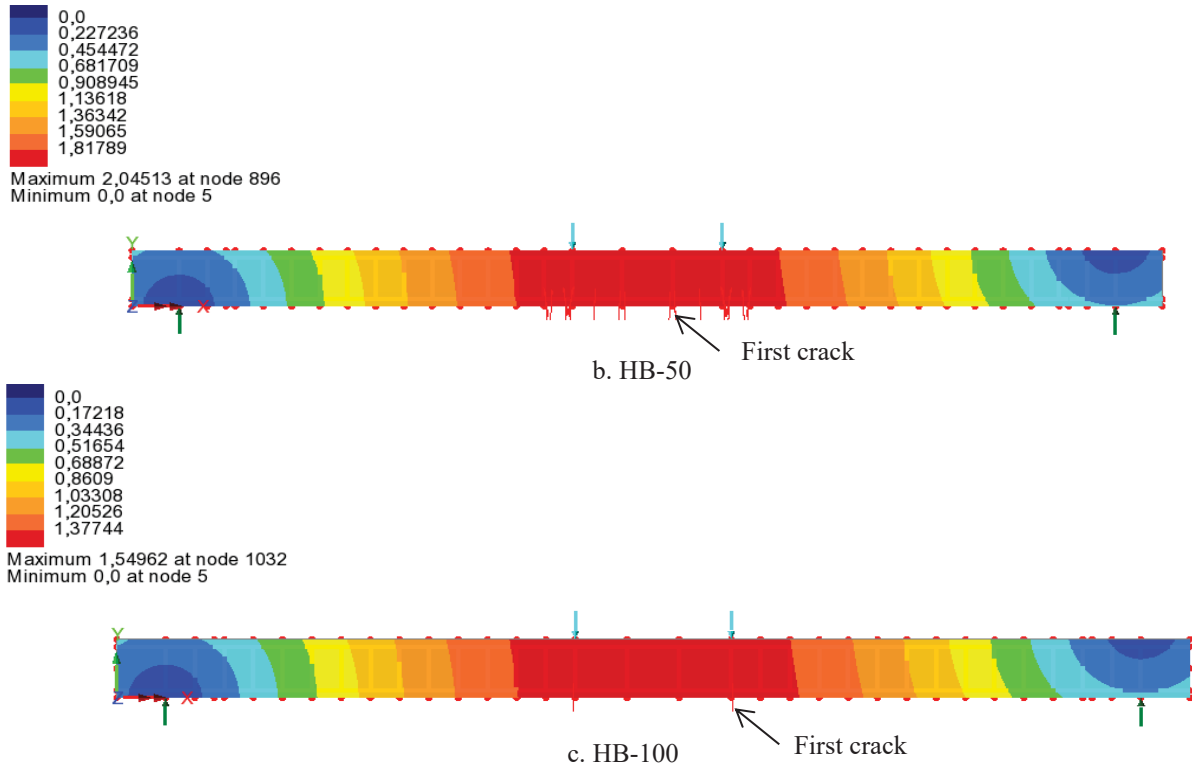 0,0
0,227236
0,454472
0,681709
0,908945
1,13618
1,36342
1,59065
1,81789
Maximum 2,04513 at node 896
Minimum 0,0 at node 5
Y
Z X
First crack
b. HB-50
0,0
0,17218
0,34436
0,51654
0,68872
0,8609
1,03308
1,20526
1,37744
Maximum 1,54962 at node 1032
Minimum 0,0 at node 5
Y
Z X
First crack
c. HB-100